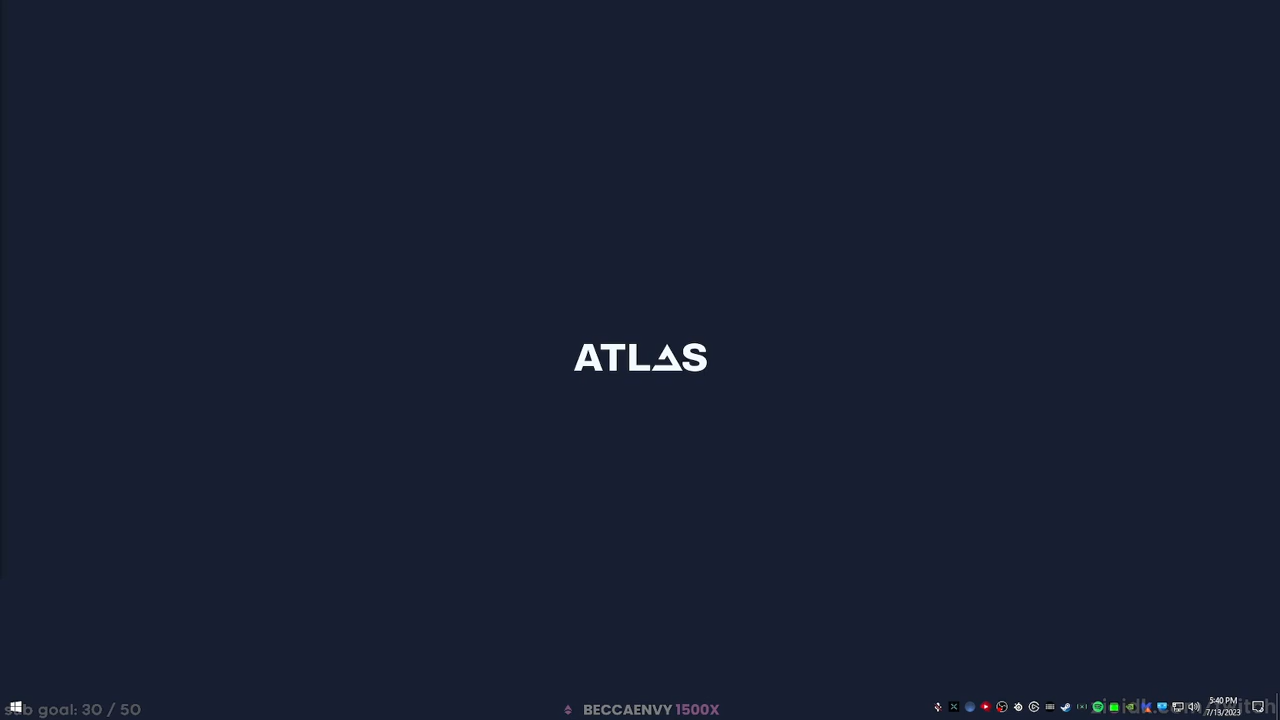 ATLAS
sub goal: 30 / 50
BECCAENVY 1500X
5:40 PM
7/13/2023